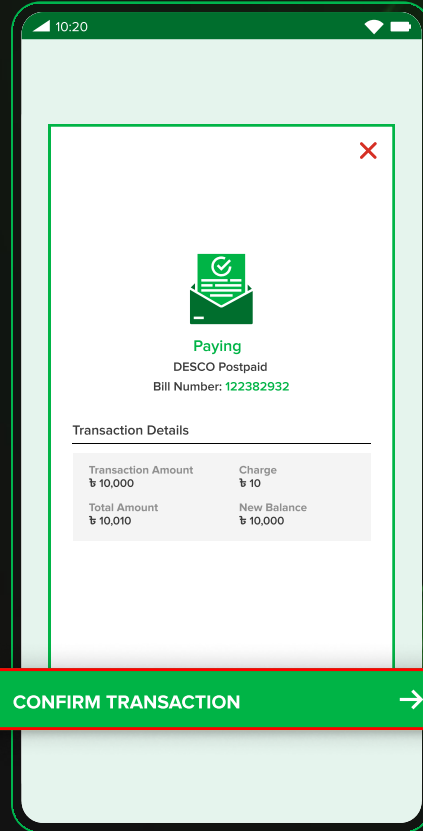 10:20
Paying
DESCO Postpaid
Bill Number: 122382932
Transaction Details
Transaction Amount Charge
৳ 10,000 ৳ 10
Total Amount New Balance
৳ 10,010 ৳ 10,000
CONFIRM TRANSACTION